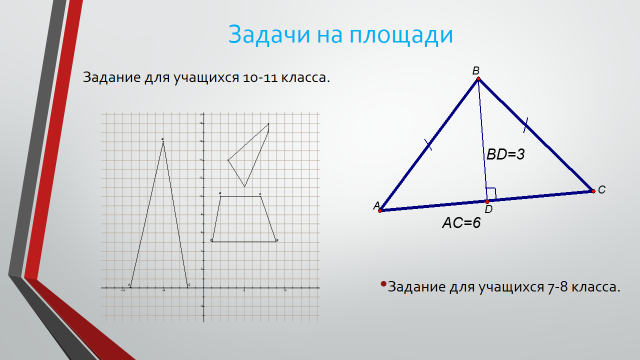 Задачи на площади
Задание для учащихся 10-11 класса.
B
BD=3
A
C
D
AC=6
•Задание для учащихся 7-8 класса.